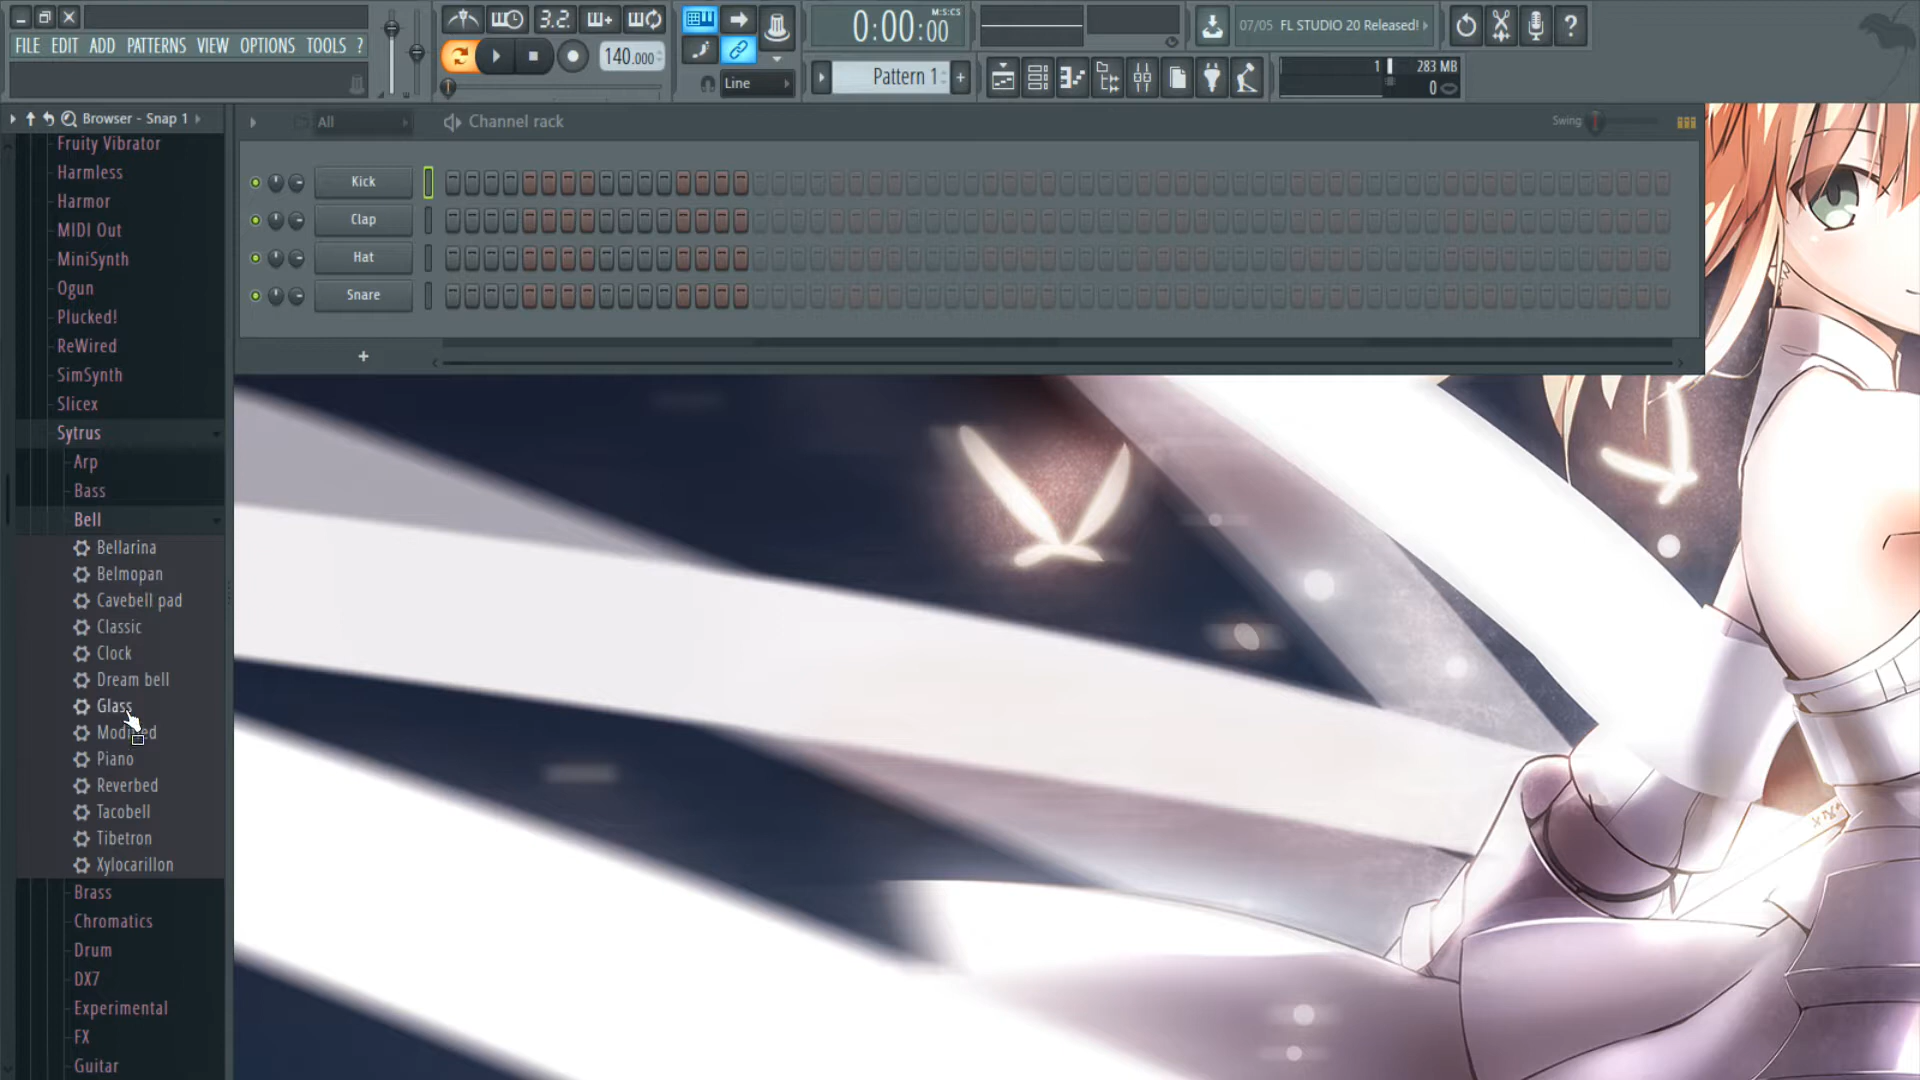 FILE EDIT ADD PATTERNS VIEW OPTIONS TOOLS ?
3.2.
140.000
Line
0:00:00
M:S:CS
Pattern 1
07/05 FL STUDIO 20 Released!
?
1
283 MB
0
Browser - Snap 1
Fruity Vibrator
Harmless
Harmor
MIDI Out
MiniSynth
Ogun
Plucked!
ReWired
SimSynth
Slicex
Sytrus
Arp
Bass
Bell
Bellarina
Belmopan
Cavebell pad
Classic
Clock
Dream bell
Glass
Piano
Reverbed
Tacobell
Tibetron
Xylocarillon
Brass
Chromatics
Drum
DX7
Experimental
FX
Guitar
All
Channel rack
Swing
Kick
Clap
Hat
Snare